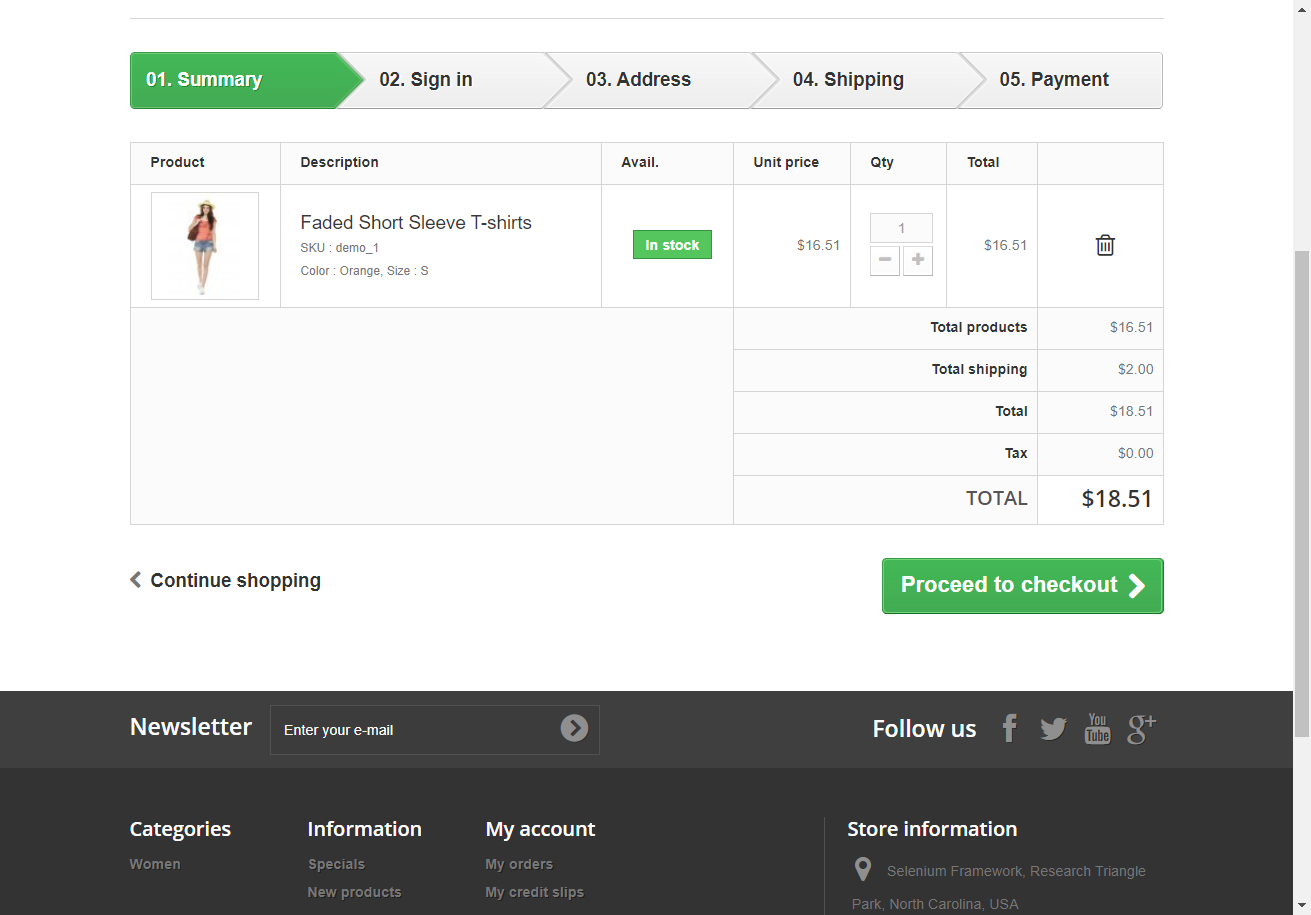 01. Summary
02. Sign in
03. Address
04. Shipping
05. Payment
Product
Description
Avail.
Unit price
Qty
Total
Faded Short Sleeve T-shirts
SKU : demo_1
Color : Orange, Size : S
In stock
$16.51
1
$16.51
Total products
$16.51
Total shipping
$2.00
Total
$18.51
Tax
$0.00
TOTAL
$18.51
Continue shopping
Proceed to checkout
Newsletter
Enter your e-mail
Follow us
You
Tube
g+
Categories
Information
My account
Store information
Women
Specials
My orders
Selenium Framework, Research Triangle
New products
My credit slips
Park, North Carolina, USA